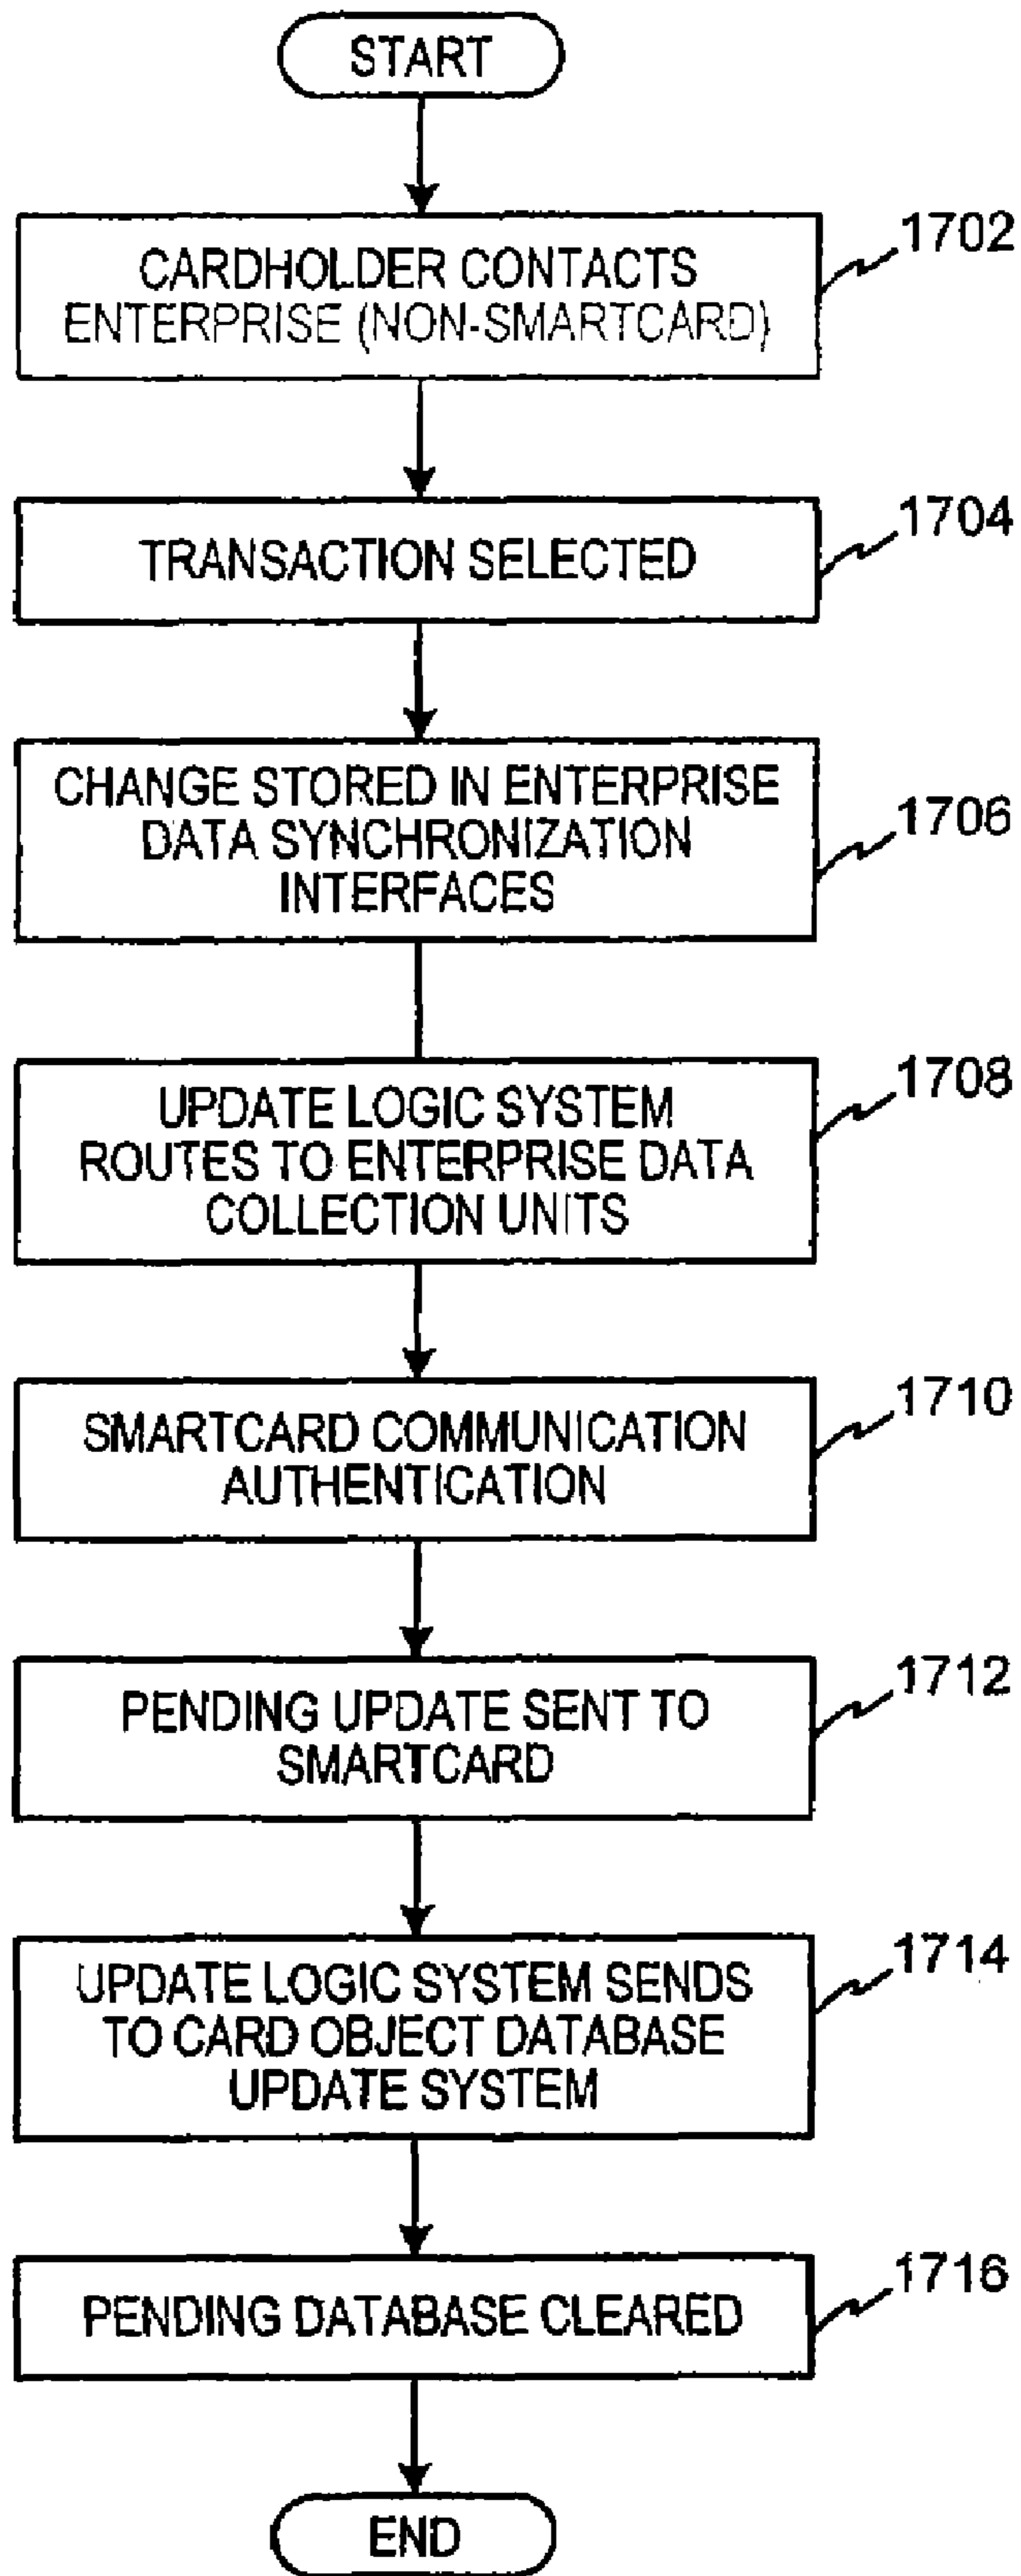 START
CARDHOLDER CONTACTS
ENTERPRISE (NON-SMARTCARD)
1702
TRANSACTION SELECTED
1704
CHANGE STORED IN ENTERPRISE
DATA SYNCHRONIZATION
INTERFACES
1706
UPDATE LOGIC SYSTEM
ROUTES TO ENTERPRISE DATA
COLLECTION UNITS
1708
SMARTCARD COMMUNICATION
AUTHENTICATION
1710
PENDING UPDATE SENT TO
SMARTCARD
1712
UPDATE LOGIC SYSTEM SENDS
TO CARD OBJECT DATABASE
UPDATE SYSTEM
1714
PENDING DATABASE CLEARED
1716
END